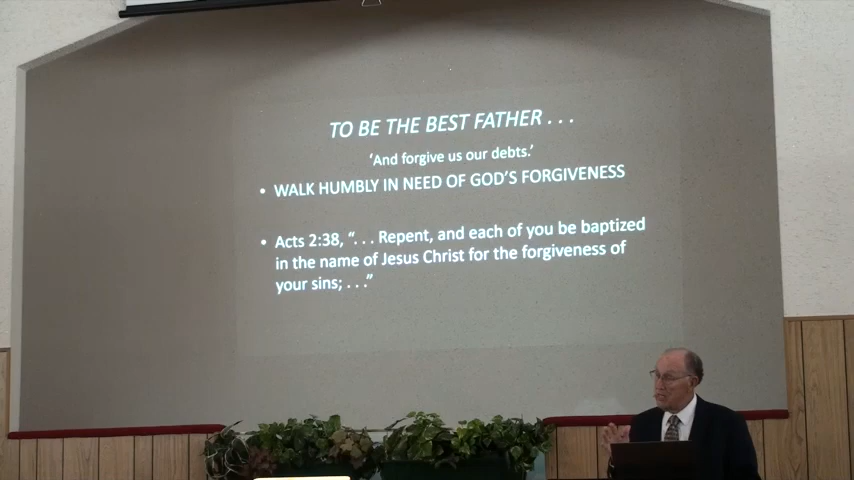 TO BE THE BEST FATHER . . .
‘And forgive us our debts.’
• WALK HUMBLY IN NEED OF GOD’S FORGIVENESS
• Acts 2:38, “. . . Repent, and each of you be baptized
in the name of Jesus Christ for the forgiveness of
your sins; . . .”